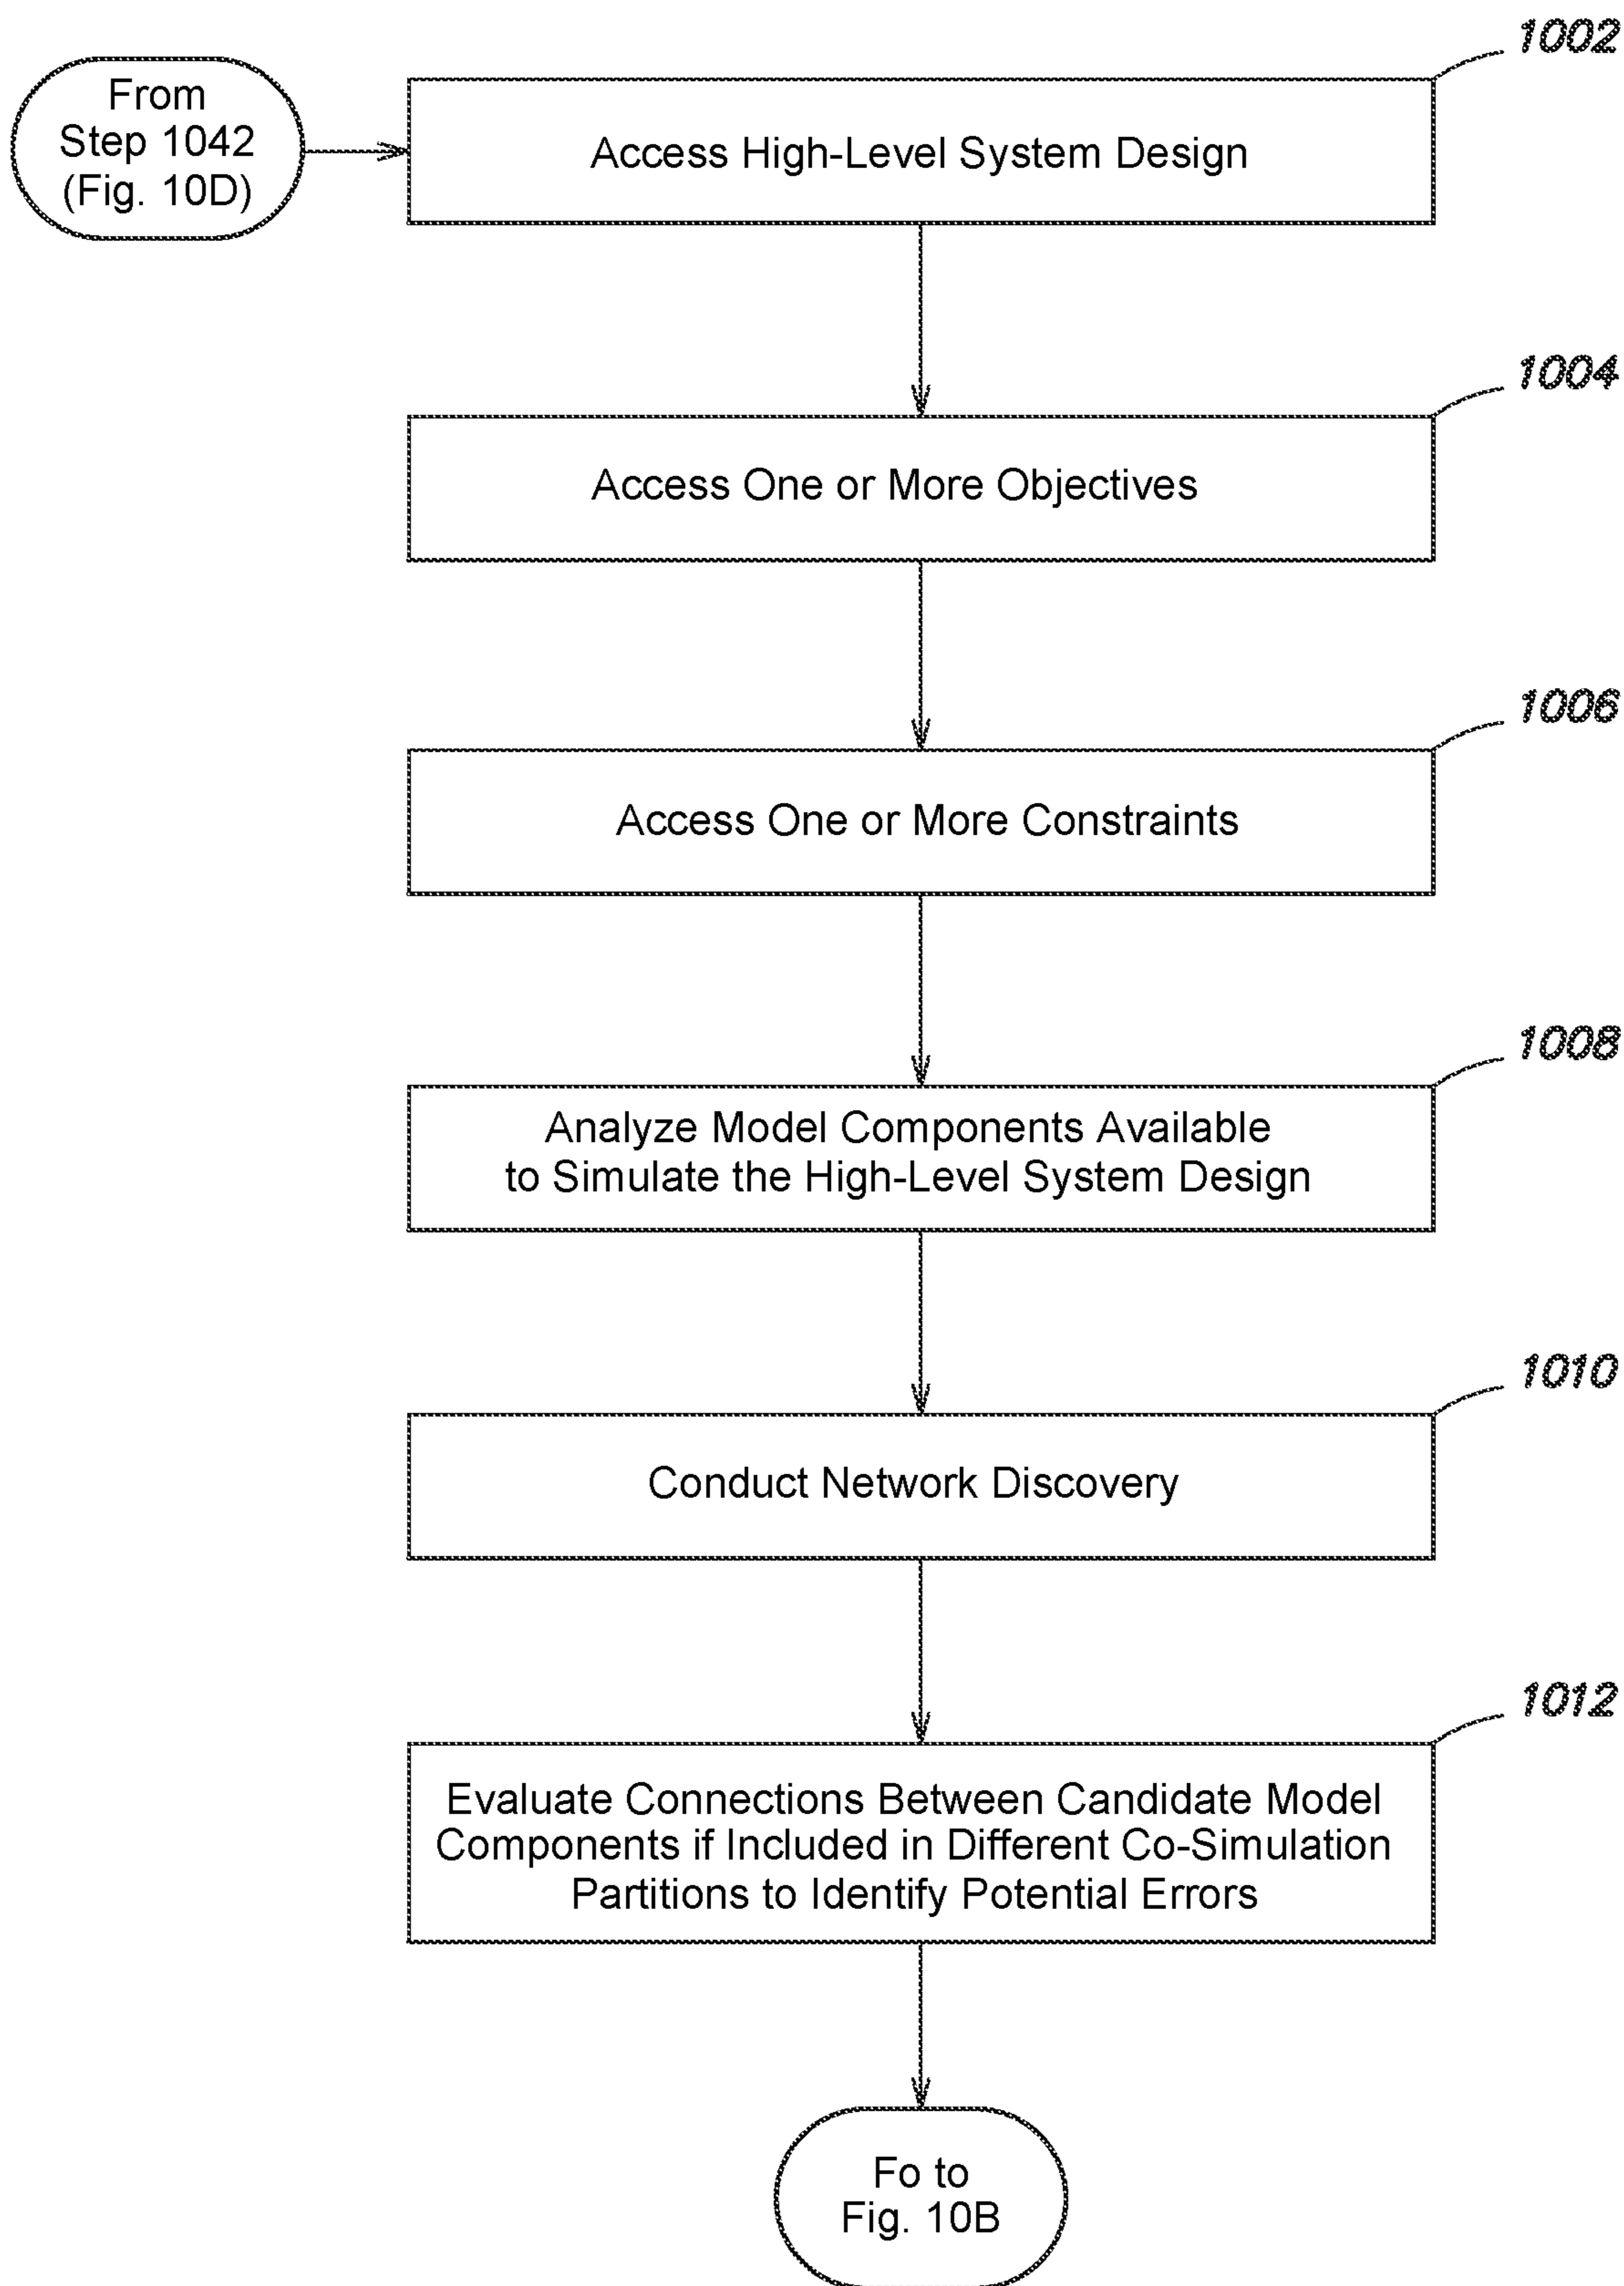 1002
From
Step 1042
(Fig. 10D)
Access High-Level System Design
1004
Access One or More Objectives
1006
Access One or More Constraints
1008
Analyze Model Components Available
to Simulate the High-Level System Design
1010
Conduct Network Discovery
1012
Evaluate Connections Between Candidate Model
Components if Included in Different Co-Simulation
Partitions to Identify Potential Errors
Fo to
Fig. 10B